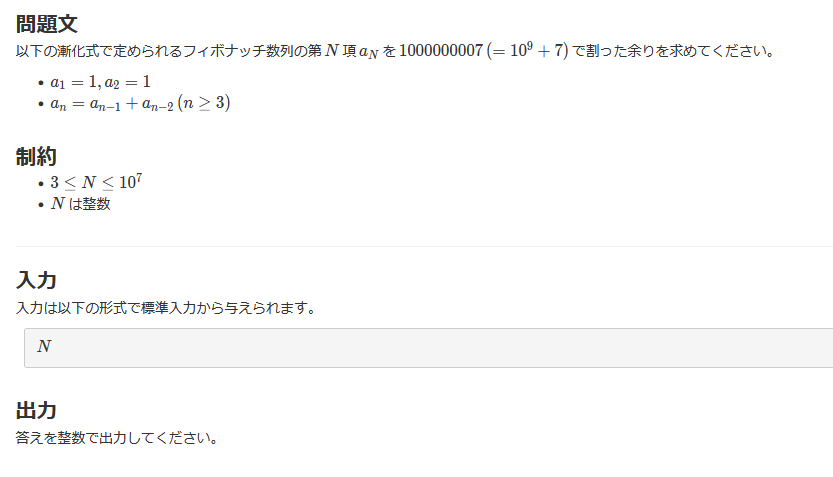 問題文
以下の漸化式で定められるフィボナッチ数列の第 N 項 a_N を 1000000007 (= 10^9 + 7) で割った余りを求めてください。
• a_1 = 1, a_2 = 1
• a_n = a_{n−1} + a_{n−2} (n ≥ 3)
制約
• 3 ≤ N ≤ 10^7
• N は整数
入力
入力は以下の形式で標準入力から与えられます。
N
出力
答えを整数で出力してください。